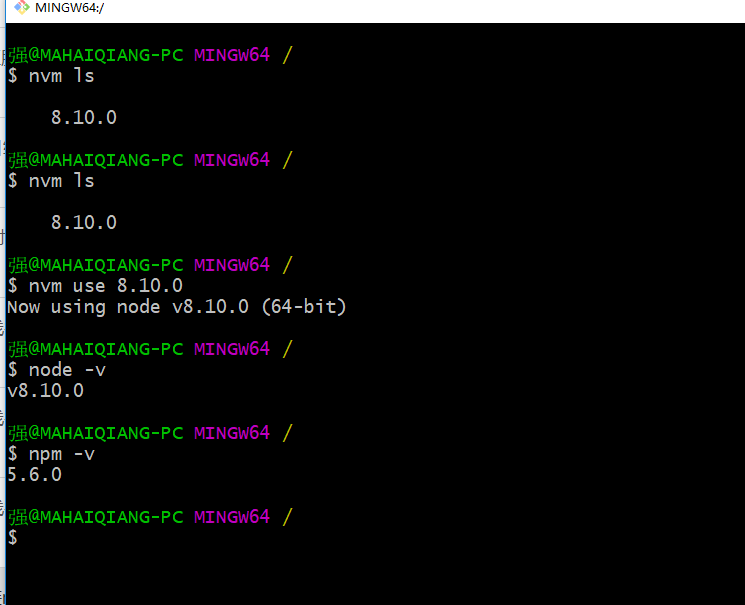 MINGW64:/
强@MAHAIQIANG-PC MINGW64 /
$ nvm ls
8.10.0
强@MAHAIQIANG-PC MINGW64 /
$ nvm ls
8.10.0
强@MAHAIQIANG-PC MINGW64 /
$ nvm use 8.10.0
Now using node v8.10.0 (64-bit)
强@MAHAIQIANG-PC MINGW64 /
$ node -v
v8.10.0
强@MAHAIQIANG-PC MINGW64 /
$ npm -v
5.6.0
强@MAHAIQIANG-PC MINGW64 /
$